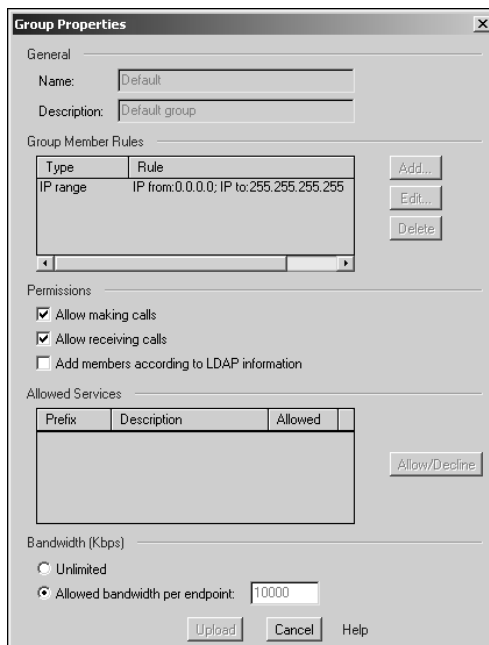 Group Properties
General
Name: Default
Description: Default group
Group Member Rules
Type Rule
IP range IP from:0.0.0.0; IP to:255.255.255.255
Add...
Edit...
Delete
Permissions
Allow making calls
Allow receiving calls
Add members according to LDAP information
Allowed Services
Prefix Description Allowed
Allow/Decline
Bandwidth (Kbps)
Unlimited
Allowed bandwidth per endpoint: 10000
Upload Cancel Help